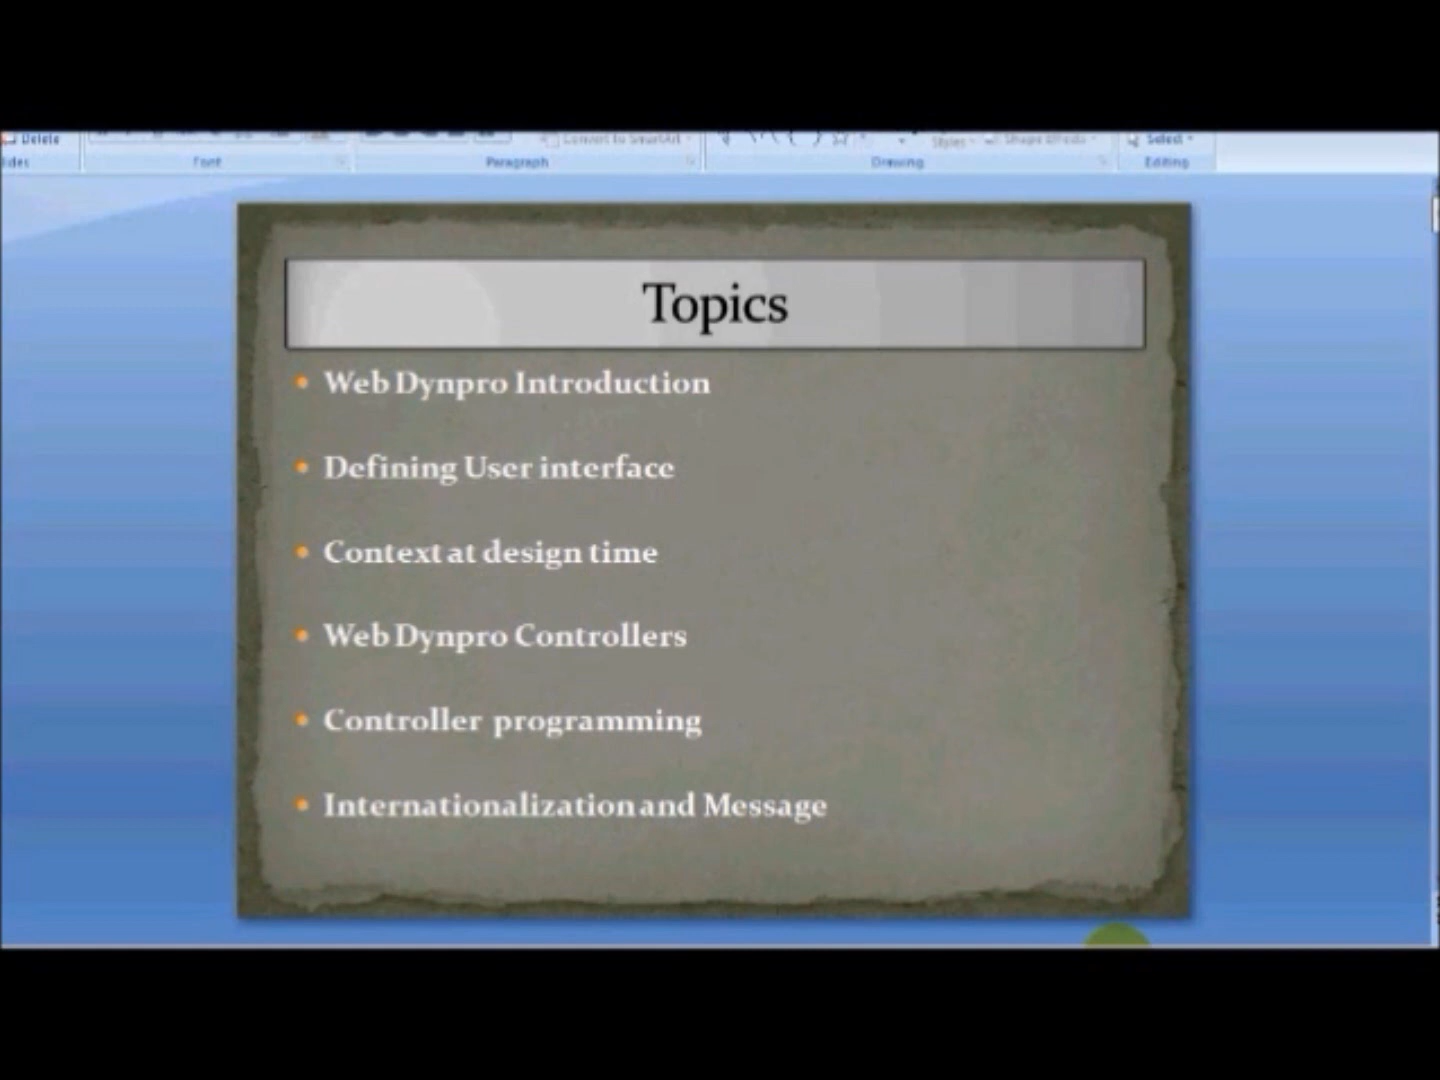 Delete
Convert to SmartArt
Styles
Shape Effects
Select
Font
Paragraph
Drawing
Editing
Topics
Web Dynpro Introduction
Defining User interface
Context at design time
Web Dynpro Controllers
Controller programming
Internationalization and Message